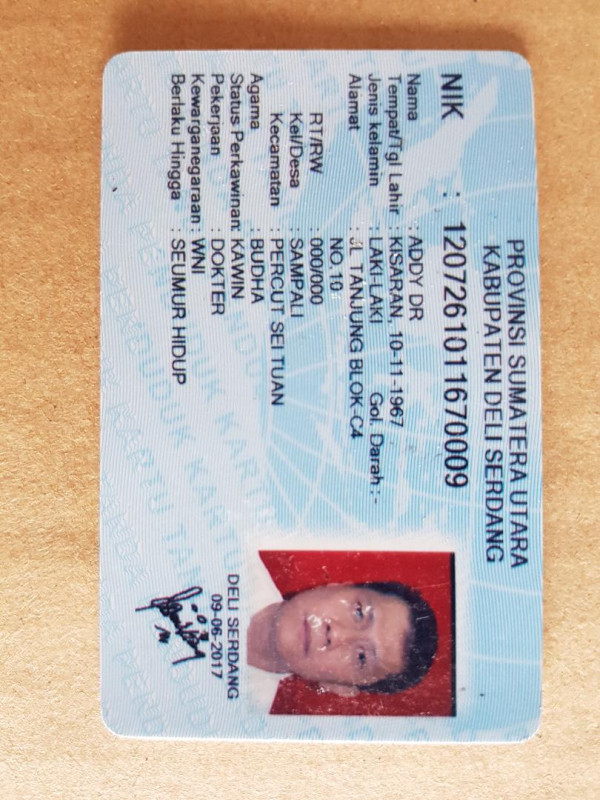 PROVINSI SUMATERA UTARA
KABUPATEN DELI SERDANG
NIK : 1207261011670009
Nama : ADDY DR
Tempat/Tgl Lahir : KISARAN, 10-11-1967
Jenis kelamin : LAKI-LAKI Gol. Darah :-
Alamat : JL TANJUNG BLOK-C4
NO.10
RT/RW : 000/000
Kel/Desa : SAMPALI
Kecamatan : PERCUT SEI TUAN
Agama : BUDHA
Status Perkawinan: KAWIN
Pekerjaan : DOKTER
Kewarganegaraan : WNI
Berlaku Hingga : SEUMUR HIDUP
DELI SERDANG
09-06-2017